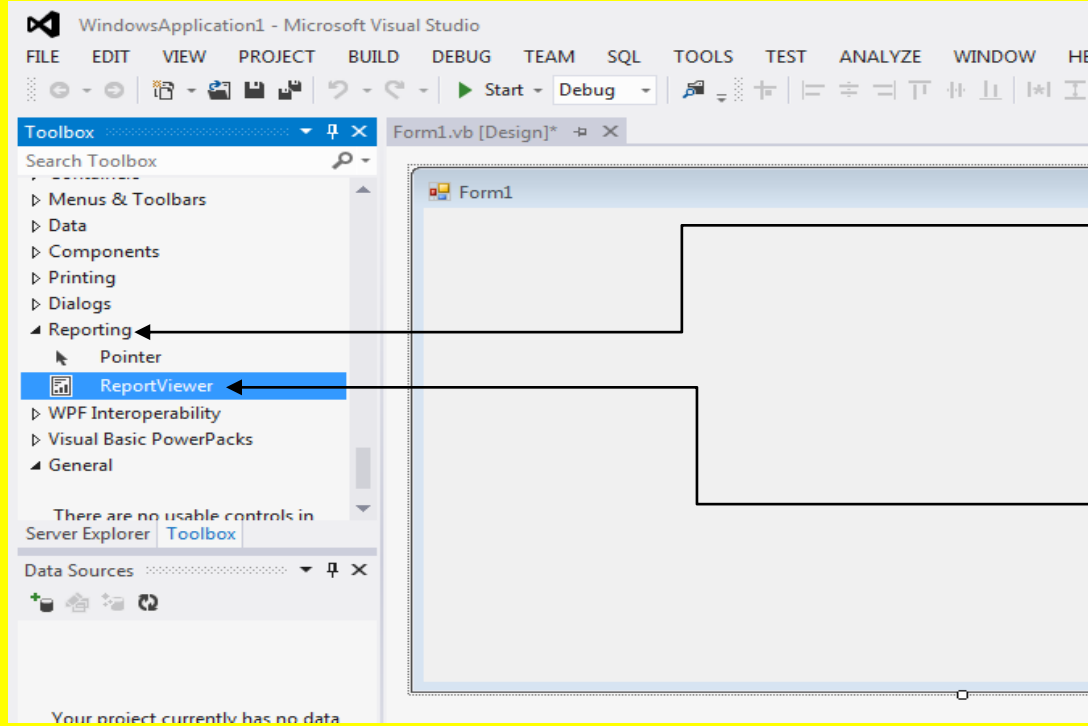 WindowsApplication1 - Microsoft Visual Studio
FILE EDIT VIEW PROJECT BUILD DEBUG TEAM SQL TOOLS TEST ANALYZE WINDOW HE
Start Debug
Toolbox
Form1.vb [Design]*
Search Toolbox
Menus & Toolbars
Data
Components
Printing
Dialogs
Reporting
Pointer
ReportViewer
WPF Interoperability
Visual Basic PowerPacks
General
There are no usable controls in
Server Explorer Toolbox
Data Sources
Your project currently has no data
Form1